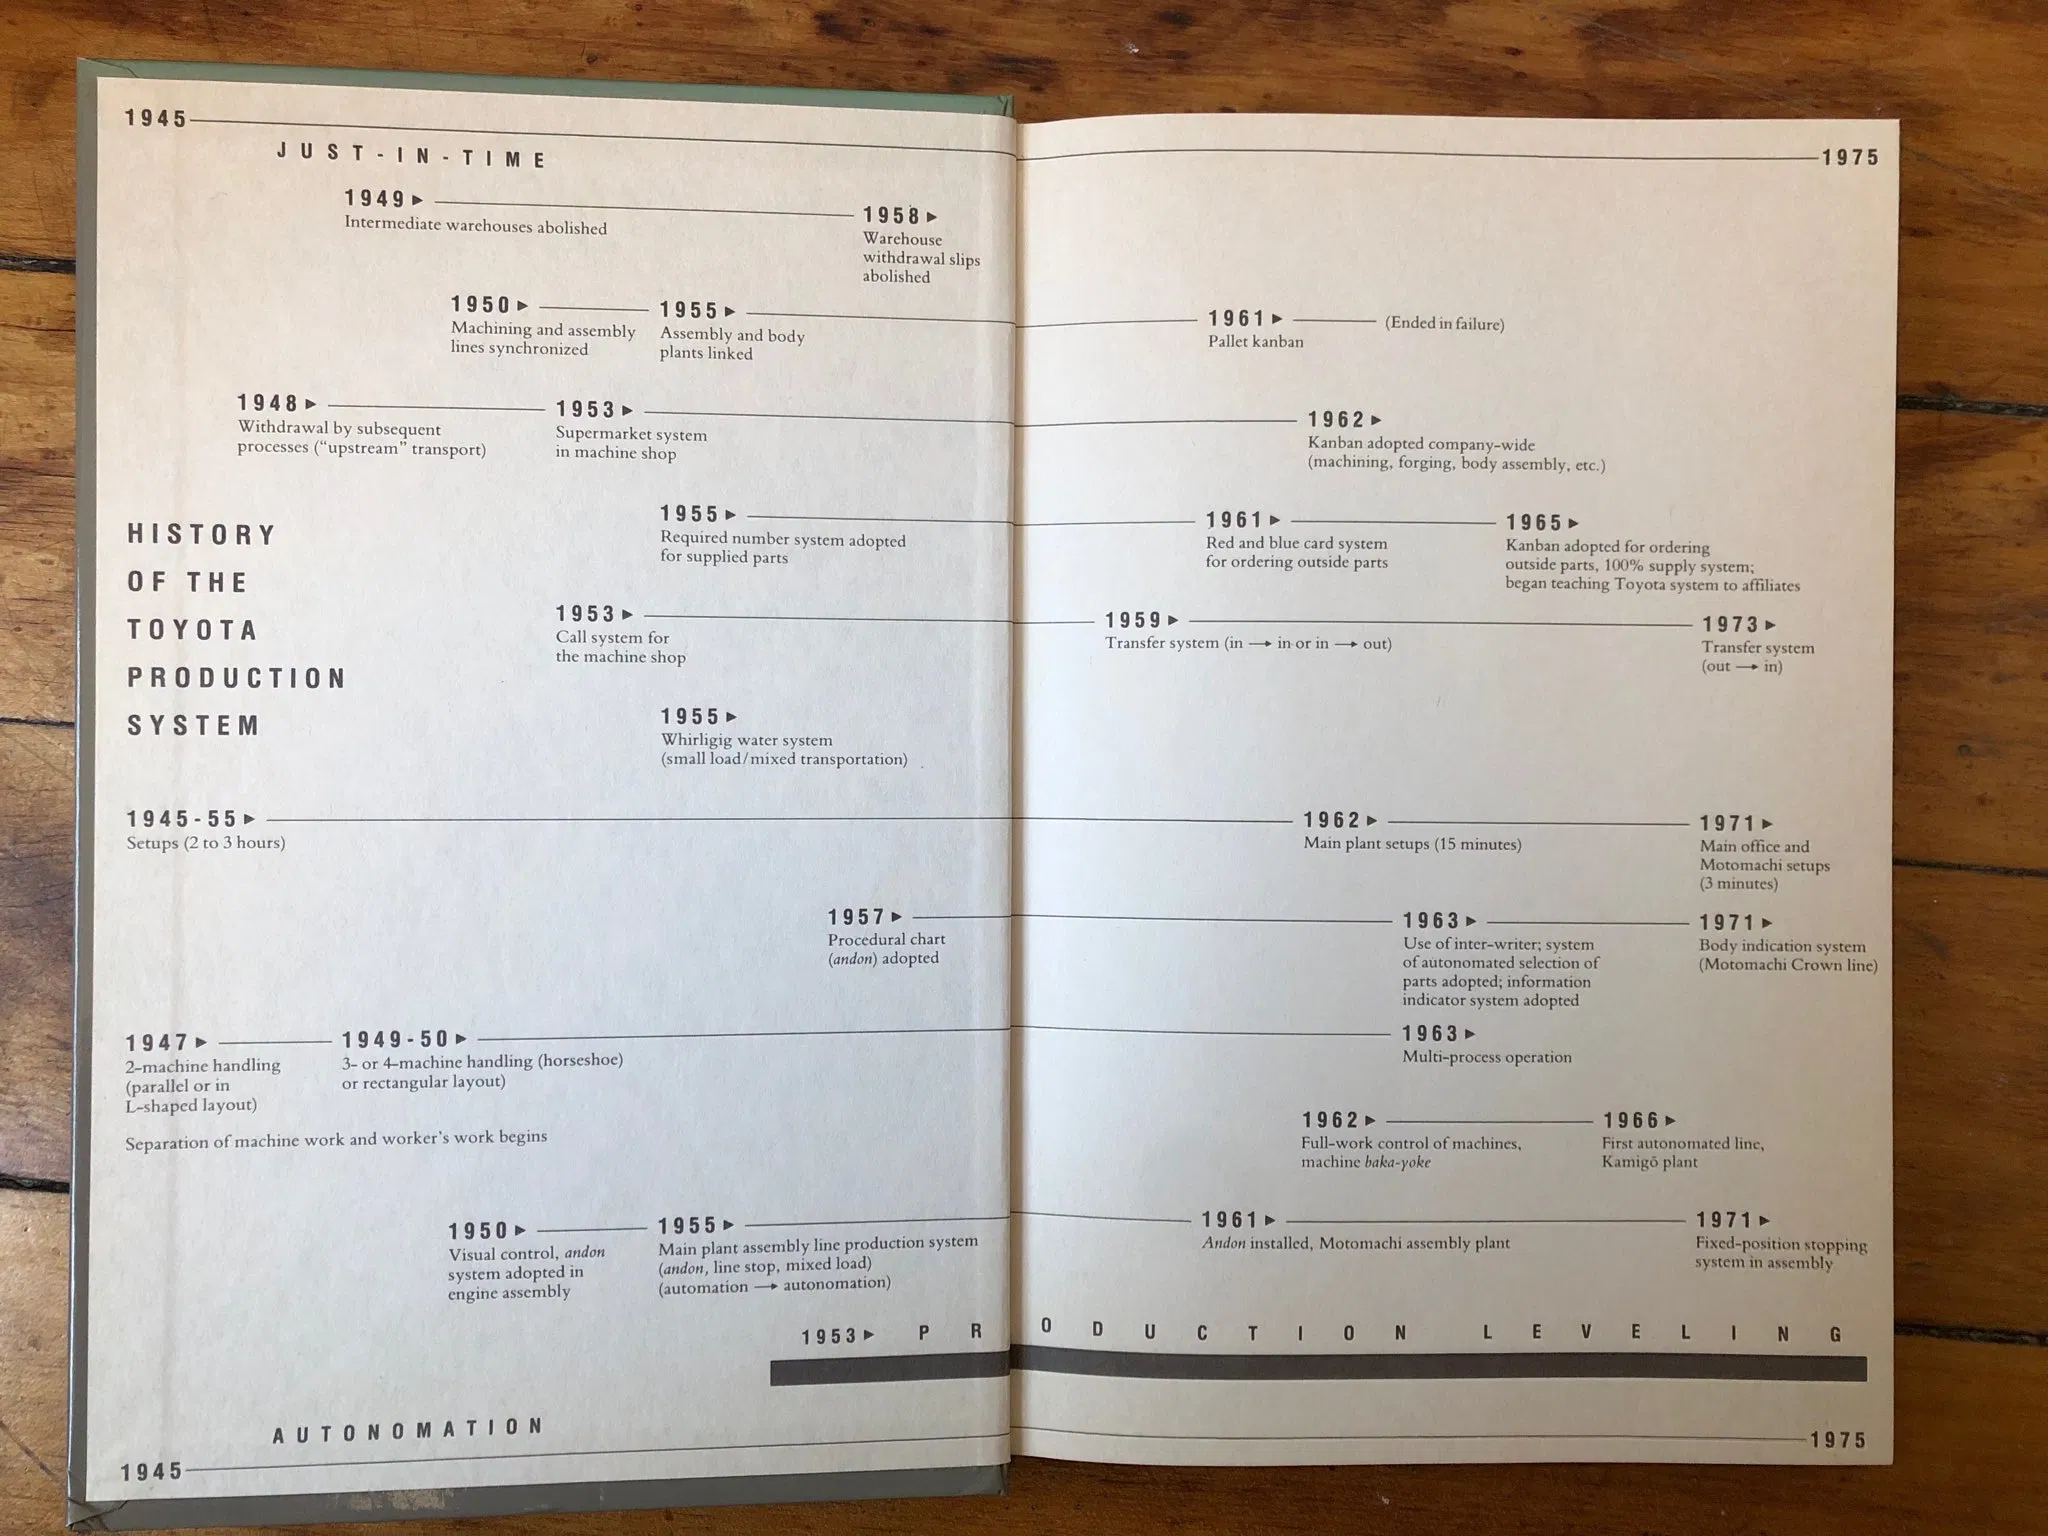 1945
1975
JUST-IN-TIME
1949 ▶
Intermediate warehouses abolished
1958 ▶
Warehouse
withdrawal slips
abolished
1950 ▶
Machining and assembly
lines synchronized
1955 ▶
Assembly and body
plants linked
1961 ▶
Pallet kanban
(Ended in failure)
1948 ▶
Withdrawal by subsequent
processes (“upstream” transport)
1953 ▶
Supermarket system
in machine shop
1962 ▶
Kanban adopted company-wide
(machining, forging, body assembly, etc.)
HISTORY
OF THE
TOYOTA
PRODUCTION
SYSTEM
1955 ▶
Required number system adopted
for supplied parts
1961 ▶
Red and blue card system
for ordering outside parts
1965 ▶
Kanban adopted for ordering
outside parts, 100% supply system;
began teaching Toyota system to affiliates
1953 ▶
Call system for
the machine shop
1959 ▶
Transfer system (in → in or in → out)
1973 ▶
Transfer system
(out → in)
1955 ▶
Whirligig water system
(small load/mixed transportation)
1945-55 ▶
Setups (2 to 3 hours)
1962 ▶
Main plant setups (15 minutes)
1971 ▶
Main office and
Motomachi setups
(3 minutes)
1957 ▶
Procedural chart
(andon) adopted
1963 ▶
Use of inter-writer; system
of autonomated selection of
parts adopted; information
indicator system adopted
1971 ▶
Body indication system
(Motomachi Crown line)
1947 ▶
2-machine handling
(parallel or in
L-shaped layout)
1949-50 ▶
3- or 4-machine handling (horseshoe)
or rectangular layout)
1963 ▶
Multi-process operation
Separation of machine work and worker's work begins
1962 ▶
Full-work control of machines,
machine baka-yoke
1966 ▶
First autonomated line,
Kamigō plant
1950 ▶
Visual control, andon
system adopted in
engine assembly
1955 ▶
Main plant assembly line production system
(andon, line stop, mixed load)
(automation → autonomation)
1961 ▶
Andon installed, Motomachi assembly plant
1971 ▶
Fixed-position stopping
system in assembly
1953 ▶ PRODUCTION LEVELING
AUTONOMATION
1945
1975